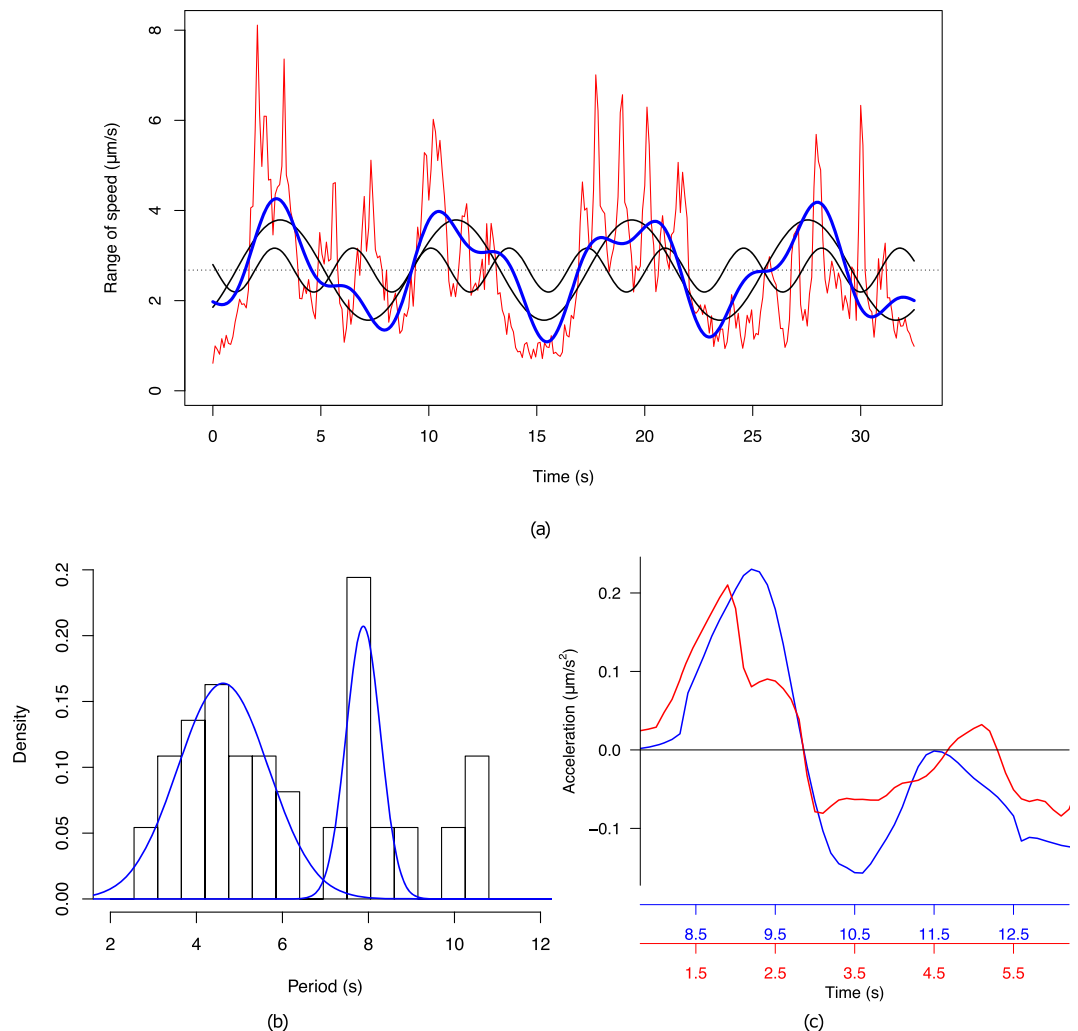 8
6
4
2
0
Range of speed (µm/s)
0 5 10 15 20 25 30
Time (s)
(a)
0.2
0.20
0.15
0.10
0.05
0.00
Density
2 4 6 8 10 12
Period (s)
(b)
0.2
0.1
0.0
−0.1
Acceleration (µm/s²)
8.5 9.5 10.5 11.5 12.5
1.5 2.5 3.5 4.5 5.5
Time (s)
(c)